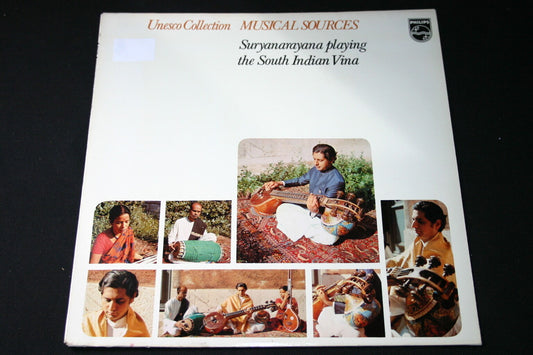 Unesco Collection MUSICAL SOURCES
Suryanarayana playing
the South Indian Vina
PHILIPS